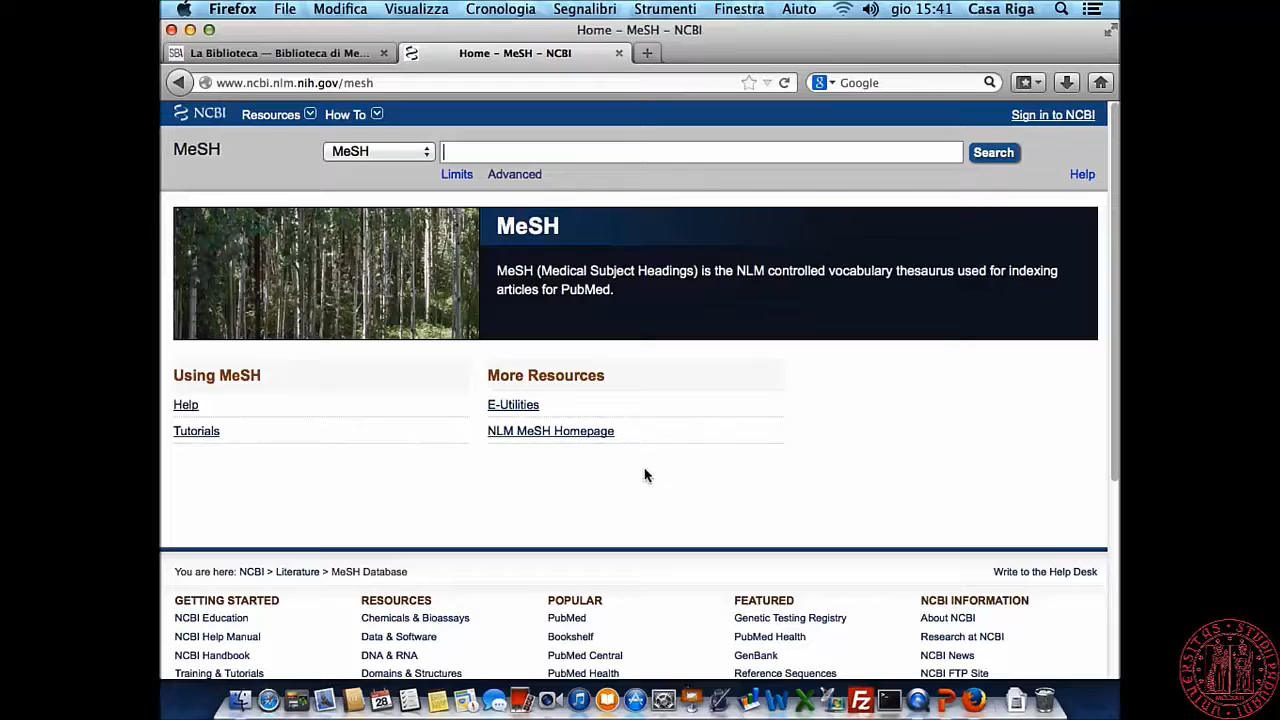 Firefox File Modifica Visualizza Cronologia Segnalibri Strumenti Finestra Aiuto gio 15:41 Casa Riga
Home – MeSH – NCBI
La Biblioteca — Biblioteca di Me... Home – MeSH – NCBI
www.ncbi.nlm.nih.gov/mesh Google
NCBI Resources How To Sign in to NCBI
MeSH MeSH Search
Limits Advanced Help
MeSH
MeSH (Medical Subject Headings) is the NLM controlled vocabulary thesaurus used for indexing
articles for PubMed.
Using MeSH More Resources
Help E-Utilities
Tutorials NLM MeSH Homepage
You are here: NCBI > Literature > MeSH Database Write to the Help Desk
GETTING STARTED RESOURCES POPULAR FEATURED NCBI INFORMATION
NCBI Education Chemicals & Bioassays PubMed Genetic Testing Registry About NCBI
NCBI Help Manual Data & Software Bookshelf PubMed Health Research at NCBI
NCBI Handbook DNA & RNA PubMed Central GenBank NCBI News
Training & Tutorials Domains & Structures PubMed Health Reference Sequences NCBI FTP Site